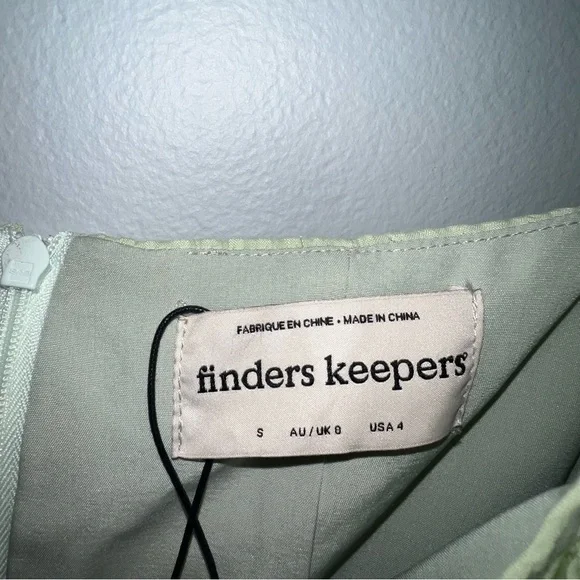 FABRIQUE EN CHINE • MADE IN CHINA
finders keepers
S AU / UK 8 USA 4